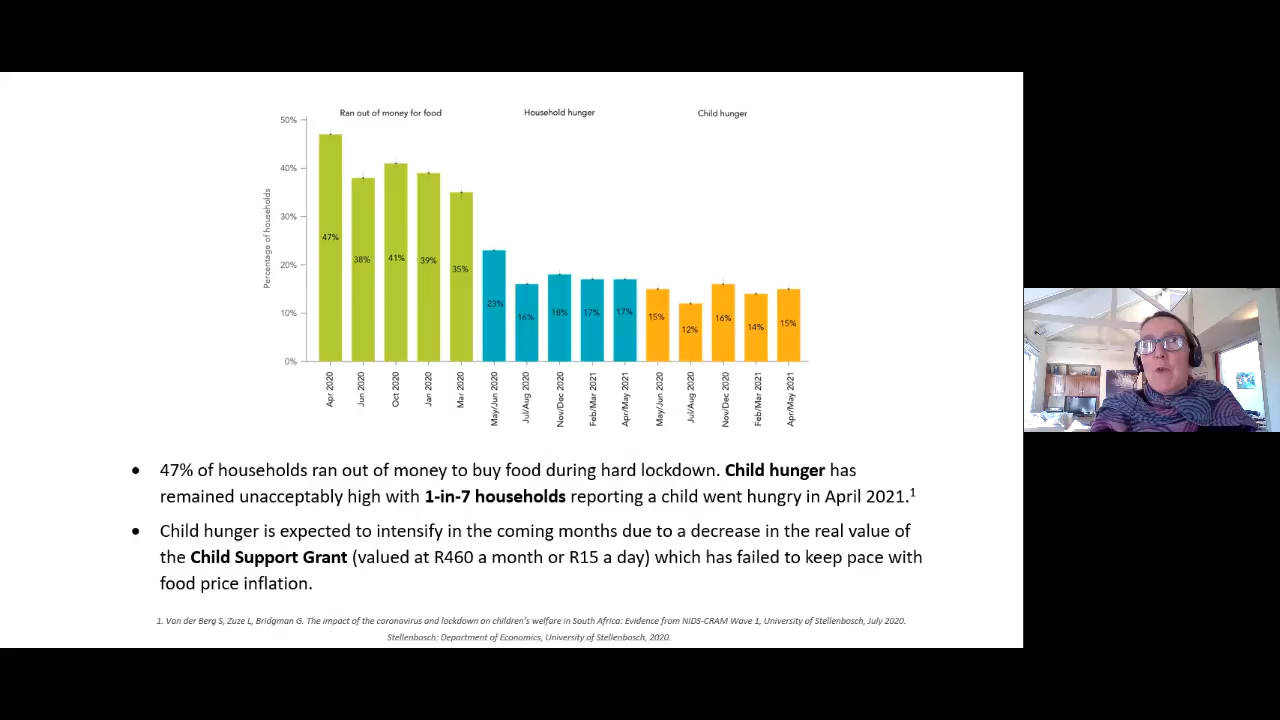 Ran out of money for food
Household hunger
Child hunger
50%
40%
30%
20%
10%
0%
Percentage of households
47%
38%
41%
39%
35%
23%
16%
18%
17%
17%
15%
12%
16%
14%
15%
Apr 2020
Jun 2020
Oct 2020
Jan 2020
Mar 2020
May/Jun 2020
Jul/Aug 2020
Nov/Dec 2020
Feb/Mar 2021
Apr/May 2021
May/Jun 2020
Jul/Aug 2020
Nov/Dec 2020
Feb/Mar 2021
Apr/May 2021
• 47% of households ran out of money to buy food during hard lockdown. Child hunger has
remained unacceptably high with 1-in-7 households reporting a child went hungry in April 2021.1
• Child hunger is expected to intensify in the coming months due to a decrease in the real value of
the Child Support Grant (valued at R460 a month or R15 a day) which has failed to keep pace with
food price inflation.
1. Van der Berg S, Zuze L, Bridgman G. The impact of the coronavirus and lockdown on children's welfare in South Africa: Evidence from NIDS-CRAM Wave 1, University of Stellenbosch, July 2020.
Stellenbosch: Department of Economics, University of Stellenbosch, 2020.